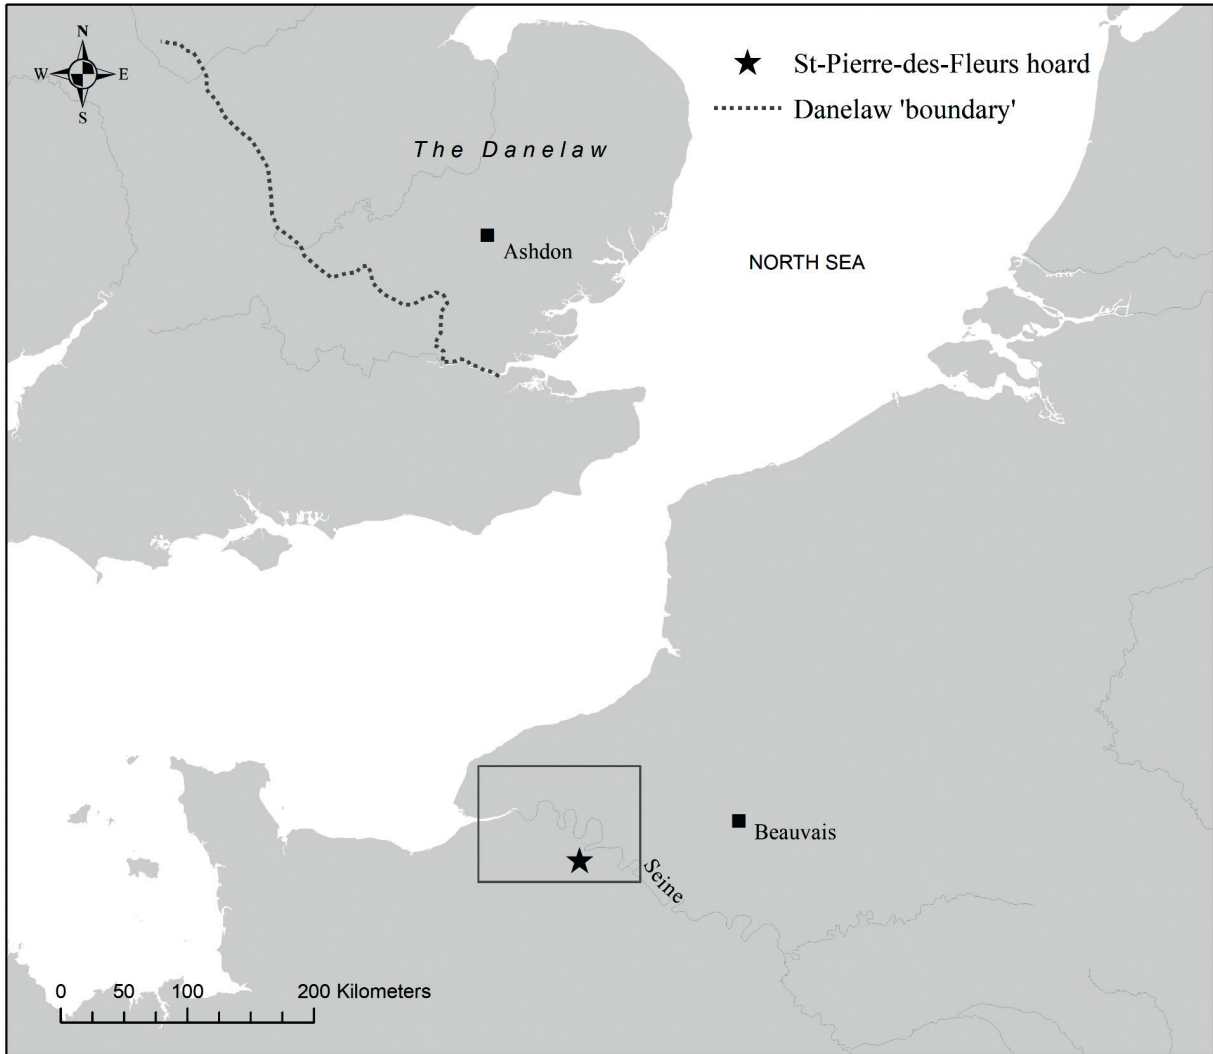 N
W E
S
St-Pierre-des-Fleurs hoard
Danelaw 'boundary'
The Danelaw
Ashdon
NORTH SEA
Beauvais
Seine
0 50 100 200 Kilometers